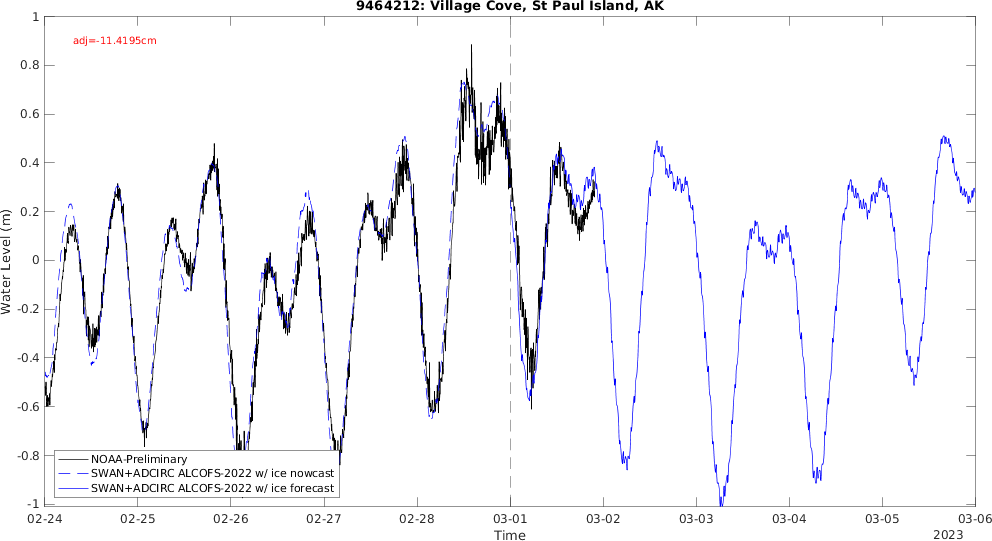 9464212: Village Cove, St Paul Island, AK
adj=-11.4195cm
Water Level (m)
1
0.8
0.6
0.4
0.2
0
-0.2
-0.4
-0.6
-0.8
-1
NOAA-Preliminary
SWAN+ADCIRC ALCOFS-2022 w/ ice nowcast
SWAN+ADCIRC ALCOFS-2022 w/ ice forecast
02-24 02-25 02-26 02-27 02-28 03-01 03-02 03-03 03-04 03-05 03-06
Time
2023